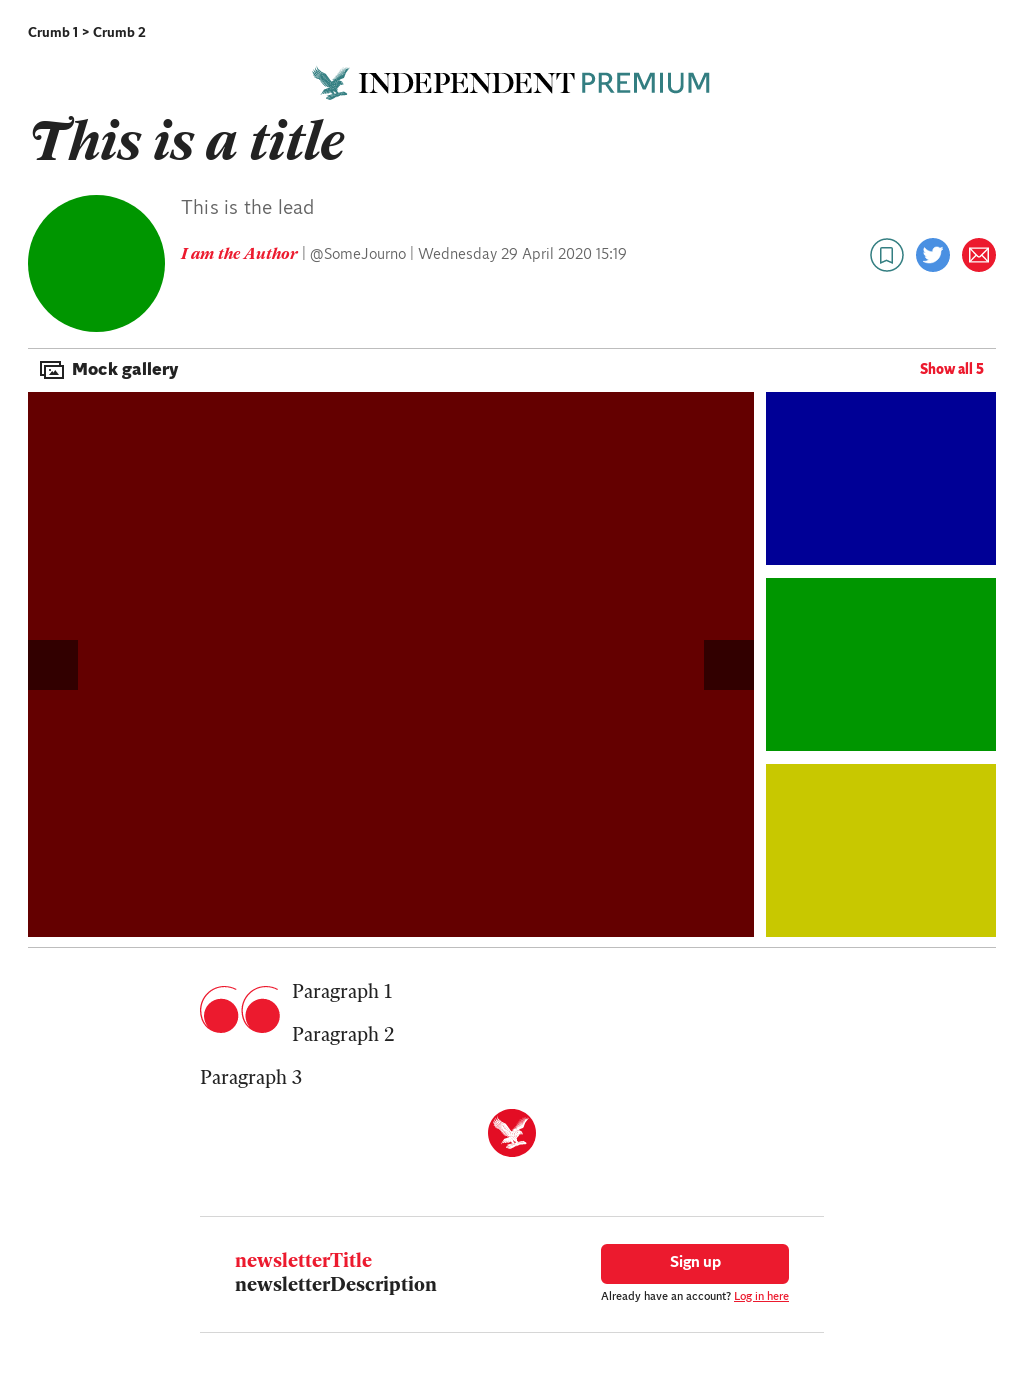 Crumb 1 > Crumb 2
INDEPENDENT PREMIUM
This is a title
This is the lead
I am the Author | @SomeJourno | Wednesday 29 April 2020 15:19
Mock gallery
Show all 5
Paragraph 1
Paragraph 2
Paragraph 3
newsletterTitle
newsletterDescription
Sign up
Already have an account? Log in here